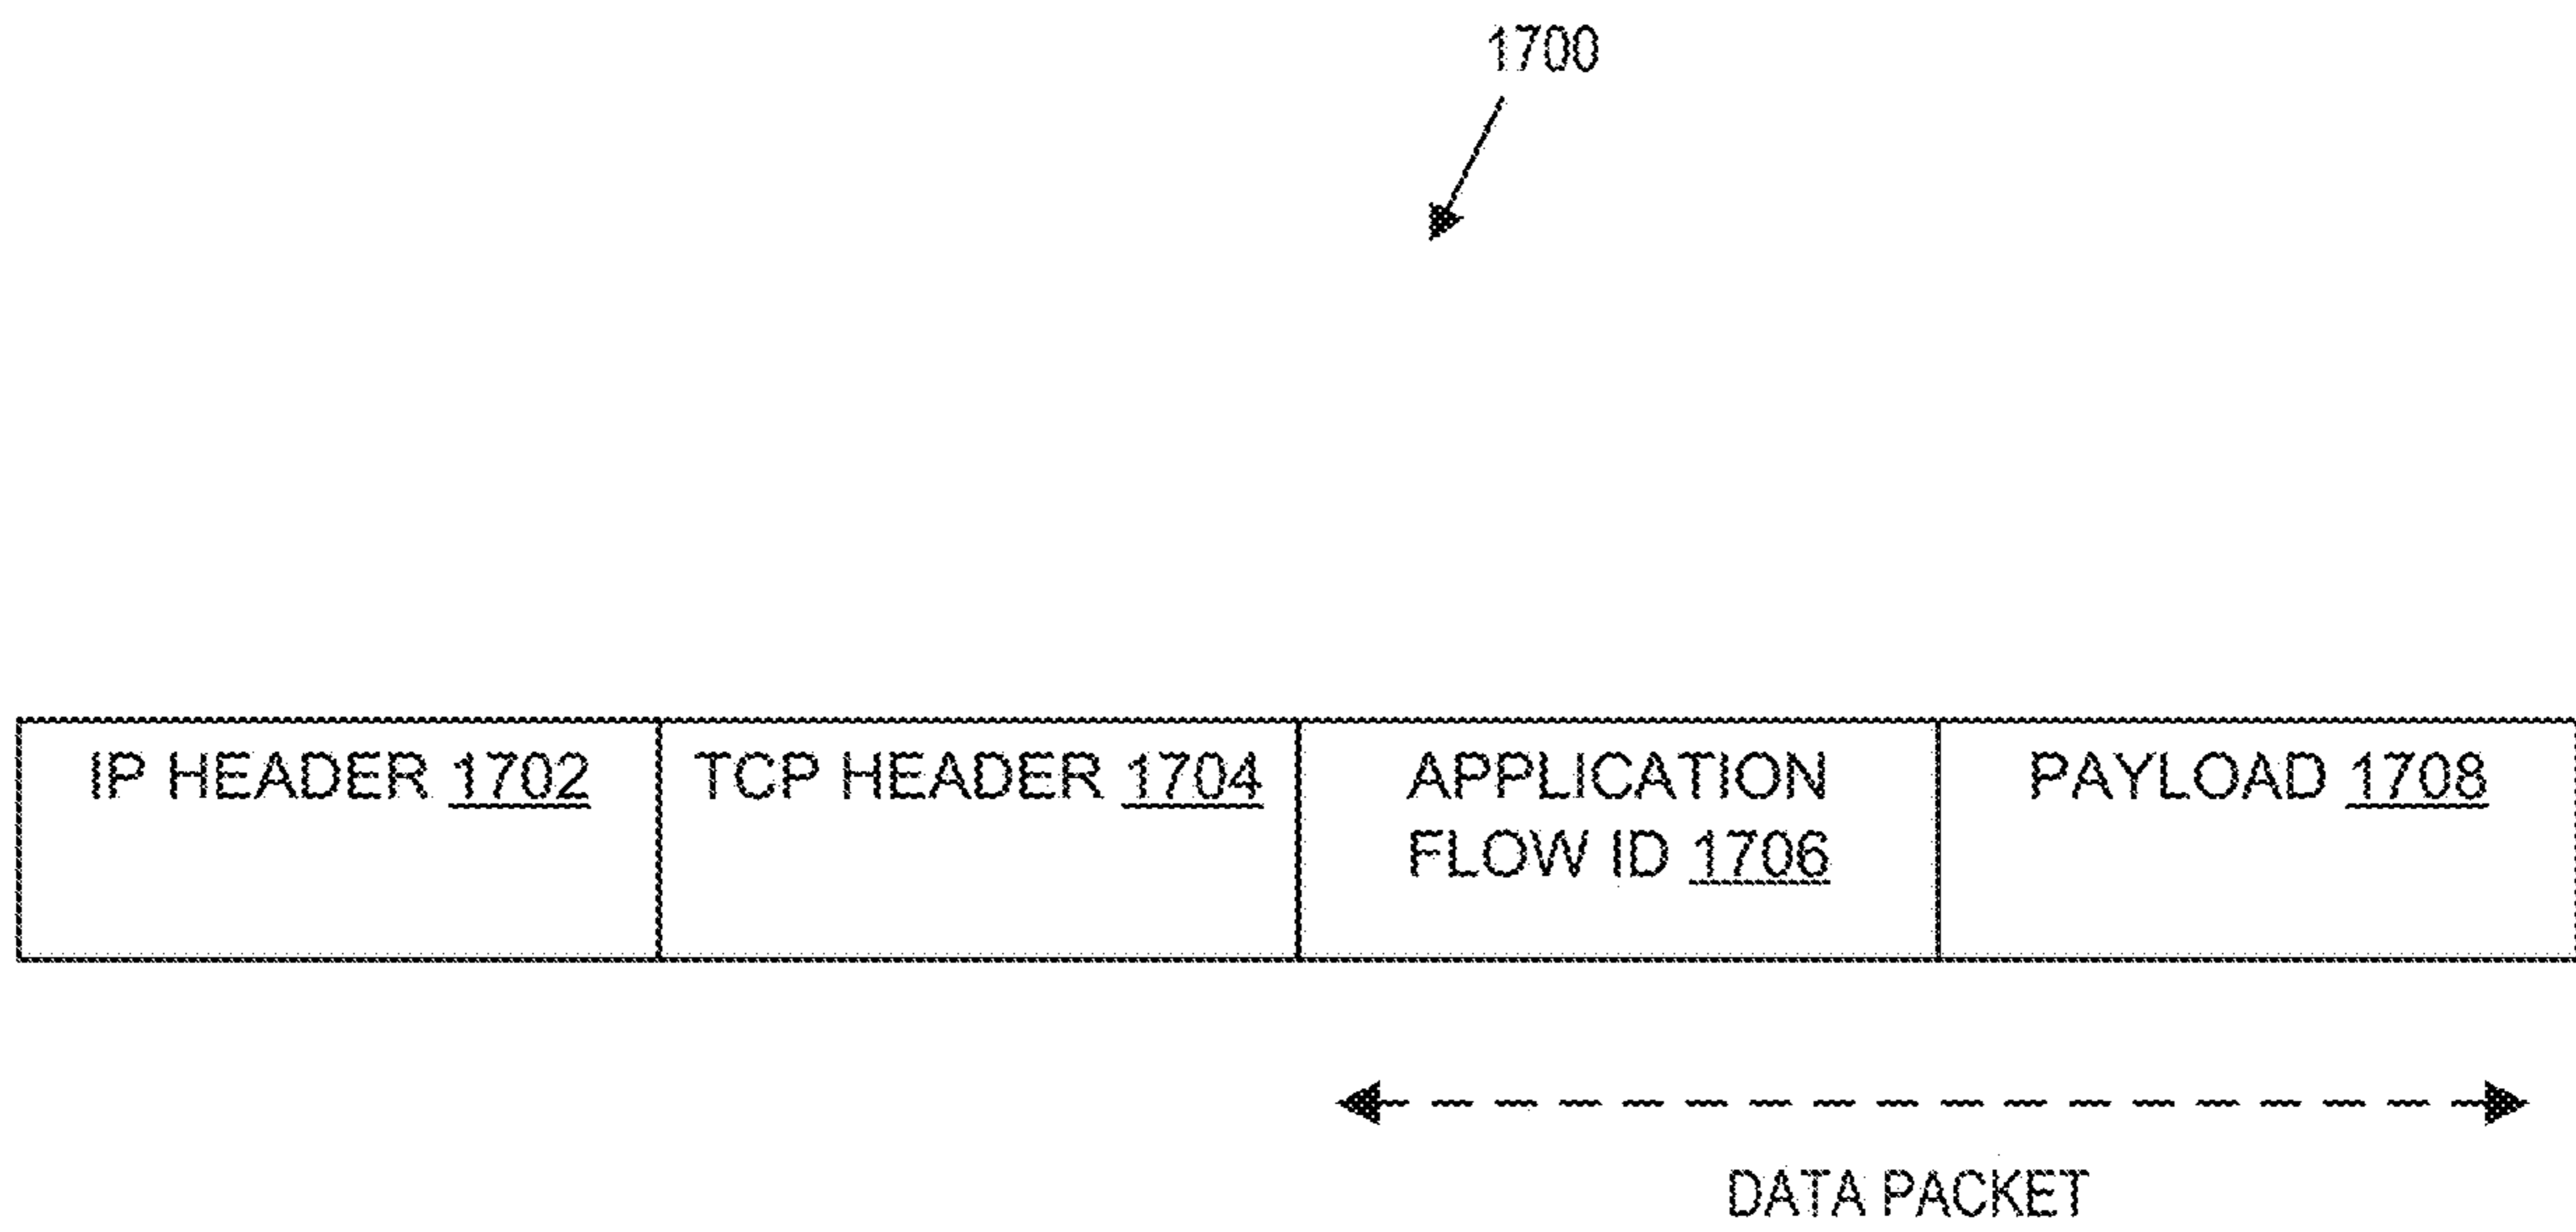 1700
IP HEADER 1702
TCP HEADER 1704
APPLICATION
FLOW ID 1706
PAYLOAD 1708
DATA PACKET